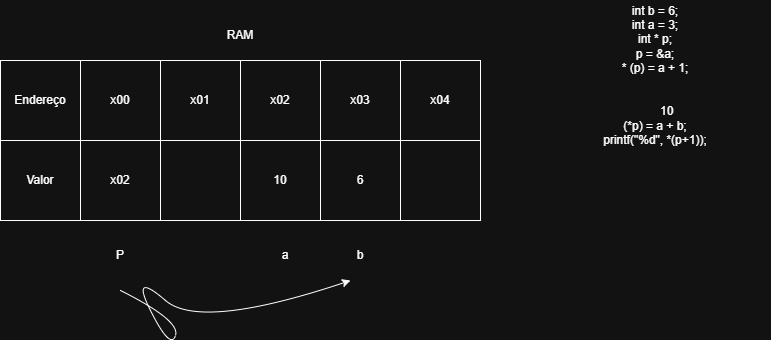 RAM
Endereço x00 x01 x02 x03 x04
Valor x02 10 6
P a b
int b = 6;
int a = 3;
int * p;
p = &a;
* (p) = a + 1;
10
(*p) = a + b;
printf("%d", *(p+1));